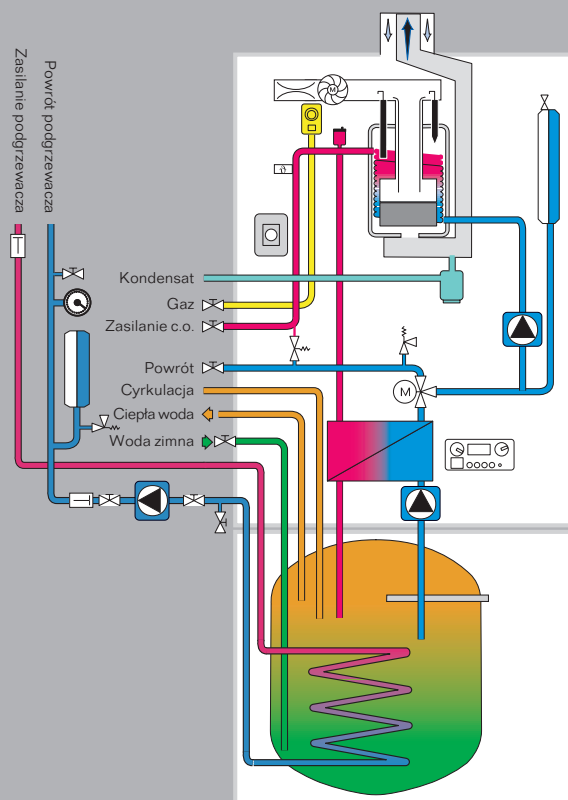 Zasilanie podgrzewacza
Powrót podgrzewacza
M
Kondensat
Gaz
Zasilanie c.o.
Powrót
M
Cyrkulacja
Ciepła woda
Woda zimna